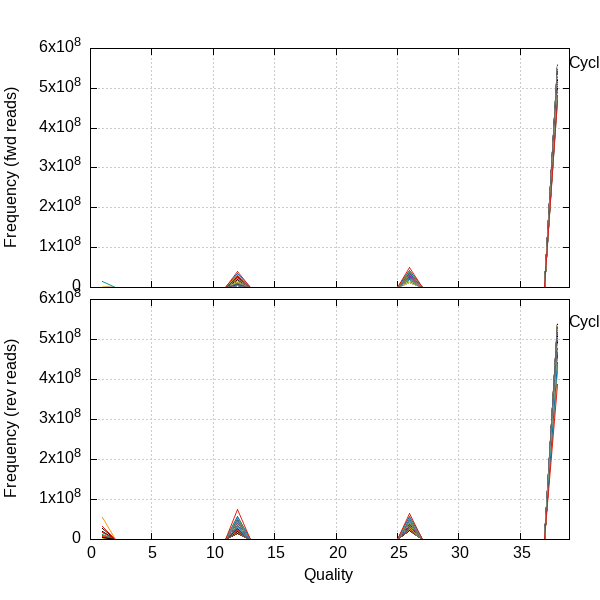 6x10^8
5x10^8
4x10^8
3x10^8
2x10^8
1x10^8
0
Frequency (fwd reads)
Cycl
6x10^8
5x10^8
4x10^8
3x10^8
2x10^8
1x10^8
0
Frequency (rev reads)
Cycl
0 5 10 15 20 25 30 35
Quality